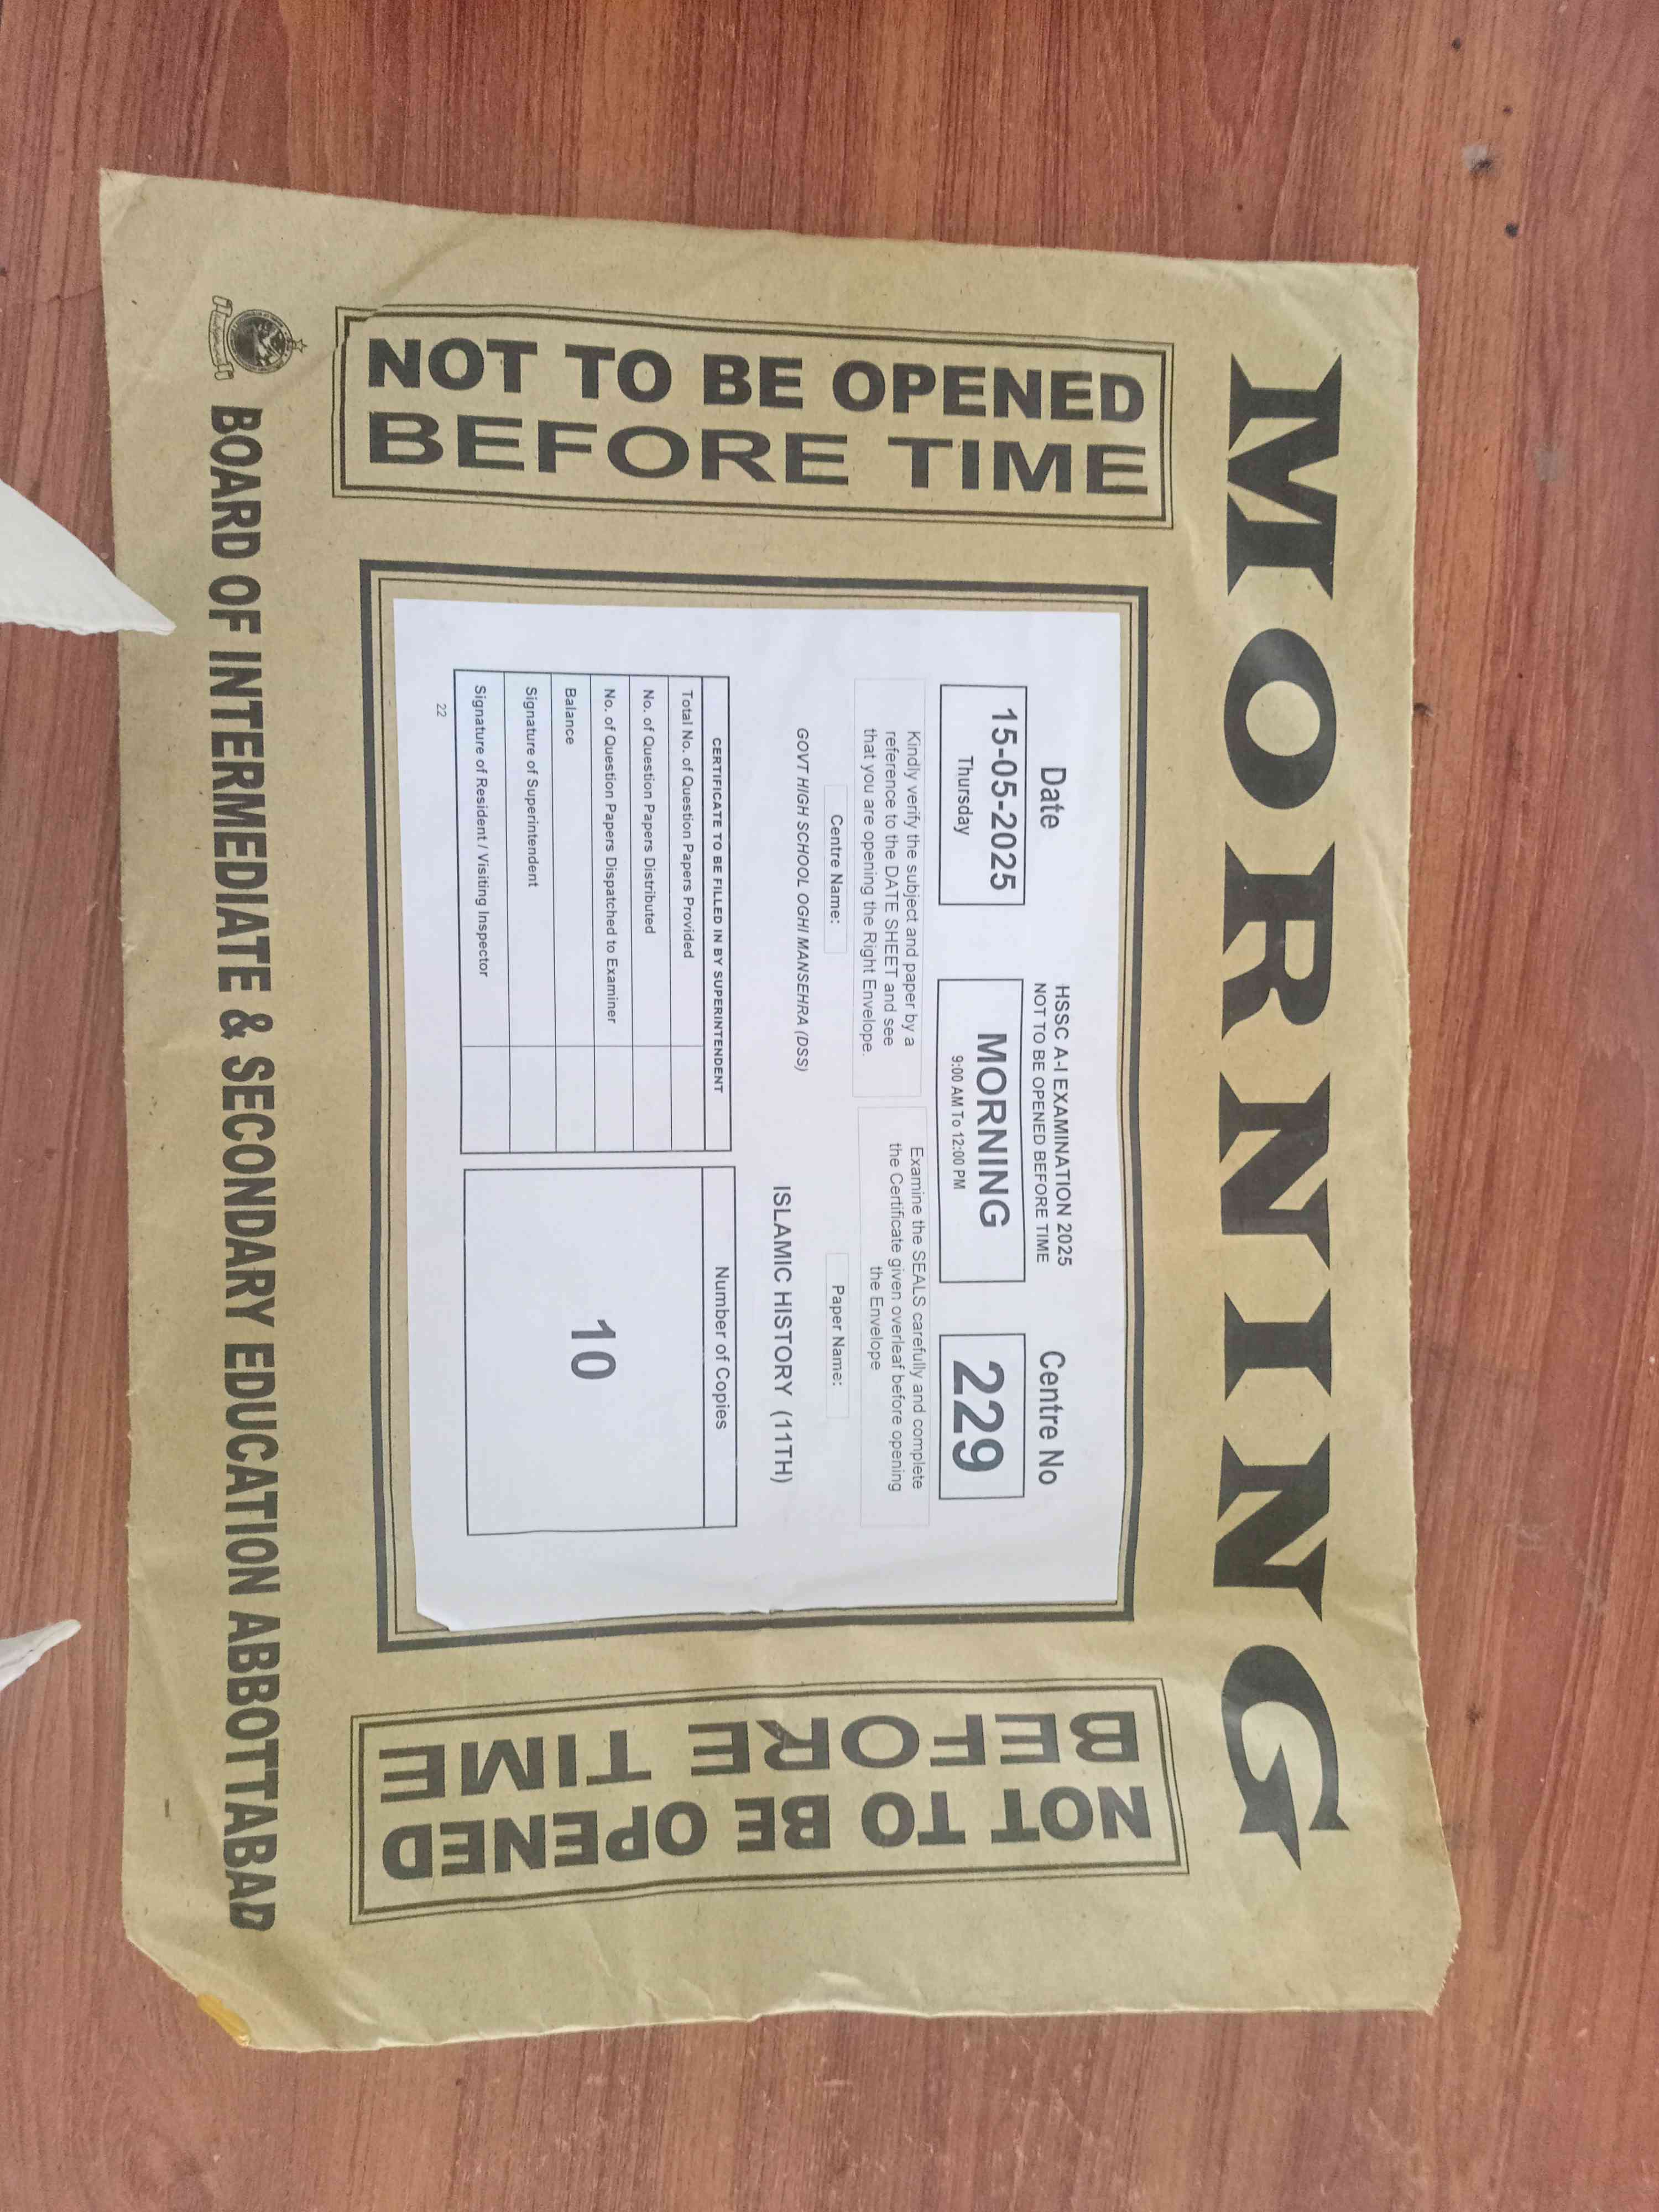 MORNING
NOT TO BE OPENED
BEFORE TIME
Date
HSSC A-I EXAMINATION 2025
NOT TO BE OPENED BEFORE TIME
Centre No
15-05-2025
Thursday
MORNING
9:00 AM To 12:00 PM
229
Kindly verify the subject and paper by a
reference to the DATE SHEET and see
that you are opening the Right Envelope.
Examine the SEALS carefully and complete
the Certificate given overleaf before opening
the Envelope
Centre Name:
Paper Name:
GOVT HIGH SCHOOL OGHI MANSEHRA (DSS)
ISLAMIC HISTORY (11TH)
CERTIFICATE TO BE FILLED IN BY SUPERINTENDENT
Total No. of Question Papers Provided
No. of Question Papers Distributed
No. of Question Papers Dispatched to Examiner
Balance
Signature of Superintendent
Signature of Resident / Visiting Inspector
Number of Copies
10
22
NOT TO BE OPENED
BEFORE TIME
BOARD OF INTERMEDIATE & SECONDARY EDUCATION ABBOTTABAD